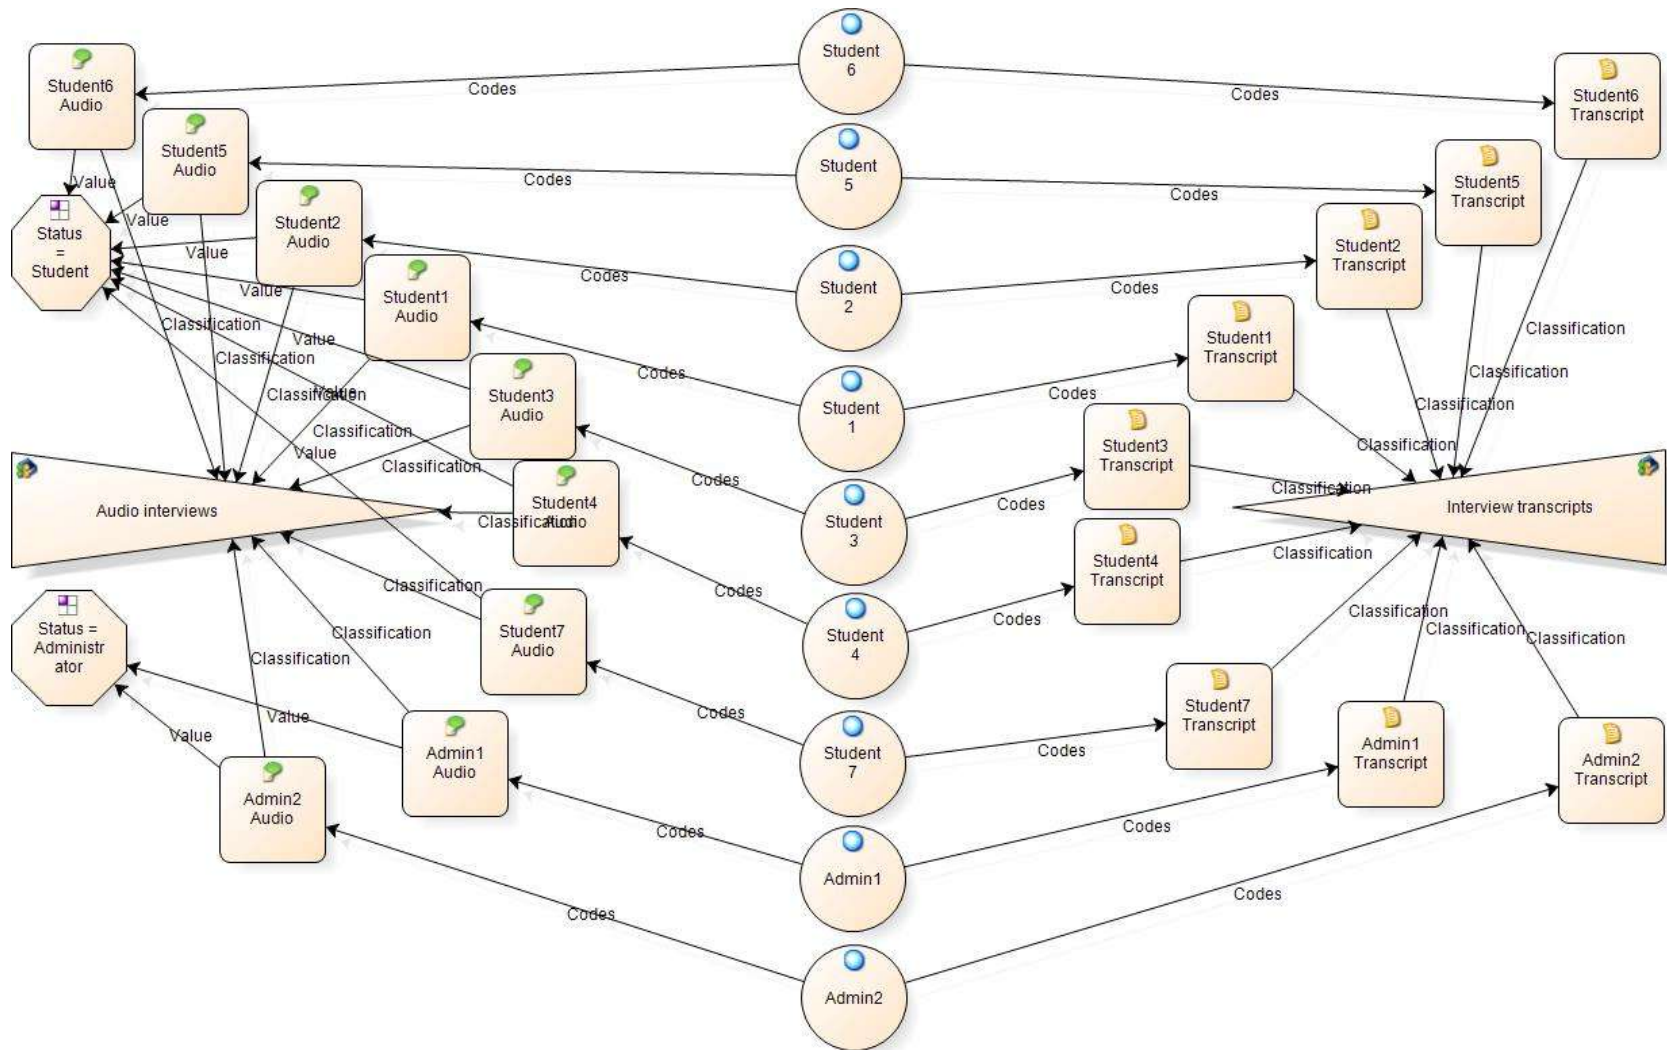 Student
6
Student6
Audio
Codes
Codes
Student6
Transcript
Student5
Audio
Student
5
Codes
Codes
Student5
Transcript
Value
Value
Status
=
Student
Student2
Audio
Value
Student
2
Codes
Codes
Student2
Transcript
Student1
Audio
Value
Student
1
Codes
Codes
Student1
Transcript
Classification
Value
Classification
Classification
Value
Classification
Classification
Value
Student3
Audio
Codes
Student
3
Codes
Student3
Transcript
Classification
Classification
Classification
Classification
Classification
Classification
Audio interviews
Classification
Student4
Audio
Codes
Student
4
Codes
Student4
Transcript
Classification
Interview transcripts
Status =
Administr
ator
Classification
Classification
Classification
Student7
Audio
Codes
Student
7
Codes
Student7
Transcript
Classification
Classification
Classification
Value
Value
Admin1
Audio
Codes
Admin1
Codes
Admin1
Transcript
Admin2
Audio
Codes
Admin2
Codes
Admin2
Transcript